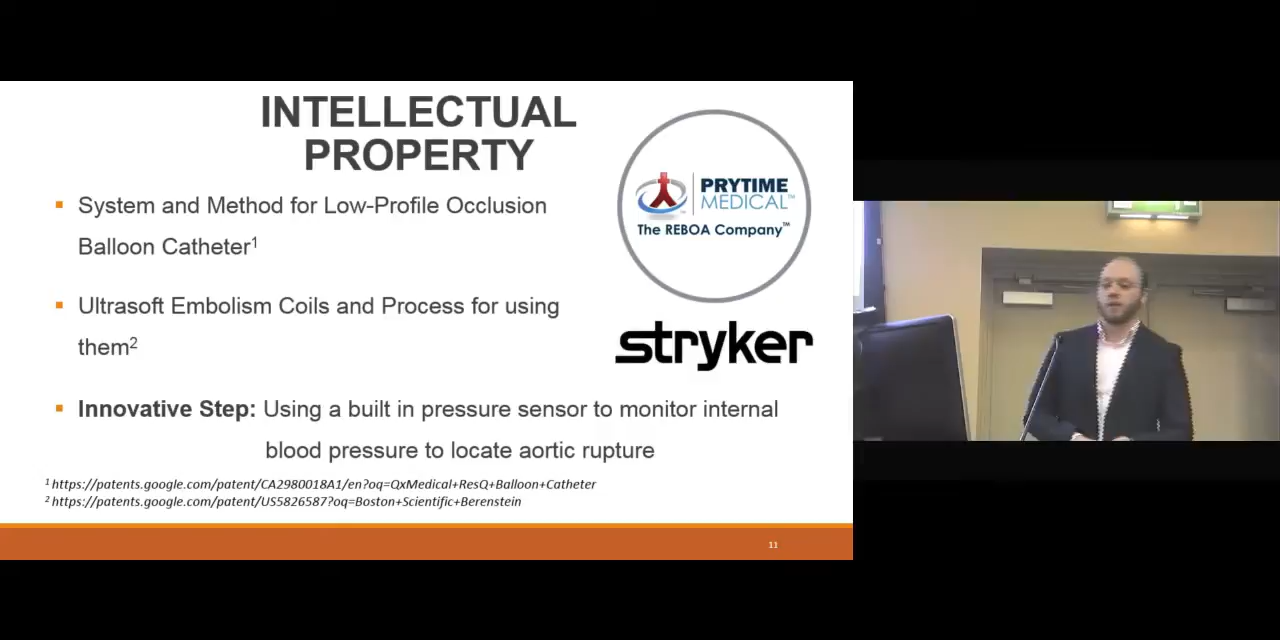 INTELLECTUAL
PROPERTY
▪ System and Method for Low-Profile Occlusion
Balloon Catheter¹
▪ Ultrasoft Embolism Coils and Process for using
them²
▪ Innovative Step: Using a built in pressure sensor to monitor internal
blood pressure to locate aortic rupture
PRYTIME
MEDICAL™
The REBOA Company™
stryker
¹ https://patents.google.com/patent/CA2980018A1/en?oq=QxMedical+ResQ+Balloon+Catheter
² https://patents.google.com/patent/US5826587?oq=Boston+Scientific+Berenstein
11